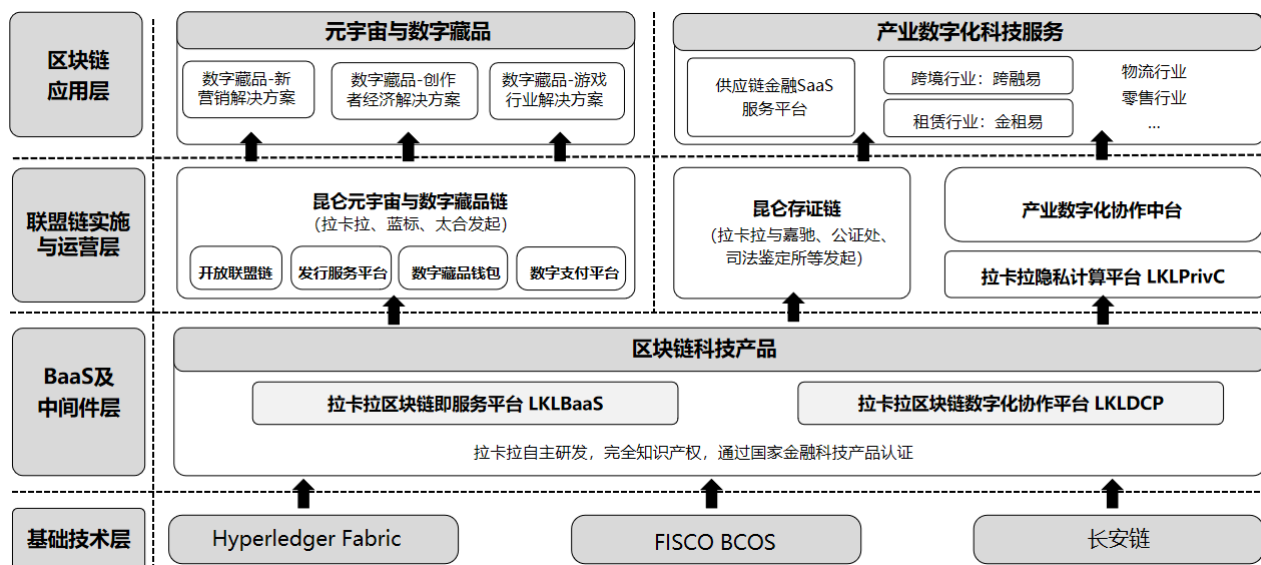 区块链
应用层
元宇宙与数字藏品
数字藏品-新
营销解决方案
数字藏品-创作
者经济解决方案
数字藏品-游戏
行业解决方案
产业数字化科技服务
供应链金融SaaS
服务平台
跨境行业：跨融易
租赁行业：金租易
物流行业
零售行业
...
联盟链实施
与运营层
昆仑元宇宙与数字藏品链
(拉卡拉、蓝标、太合发起)
开放联盟链
发行服务平台
数字藏品钱包
数字支付平台
昆仑存证链
(拉卡拉与嘉驰、公证处、
司法鉴定所等发起)
产业数字化协作中台
拉卡拉隐私计算平台 LKLPrivC
BaaS及
中间件层
区块链科技产品
拉卡拉区块链即服务平台 LKLBaaS
拉卡拉区块链数字化协作平台 LKLDCP
拉卡拉自主研发，完全知识产权，通过国家金融科技产品认证
基础技术层
Hyperledger Fabric
FISCO BCOS
长安链